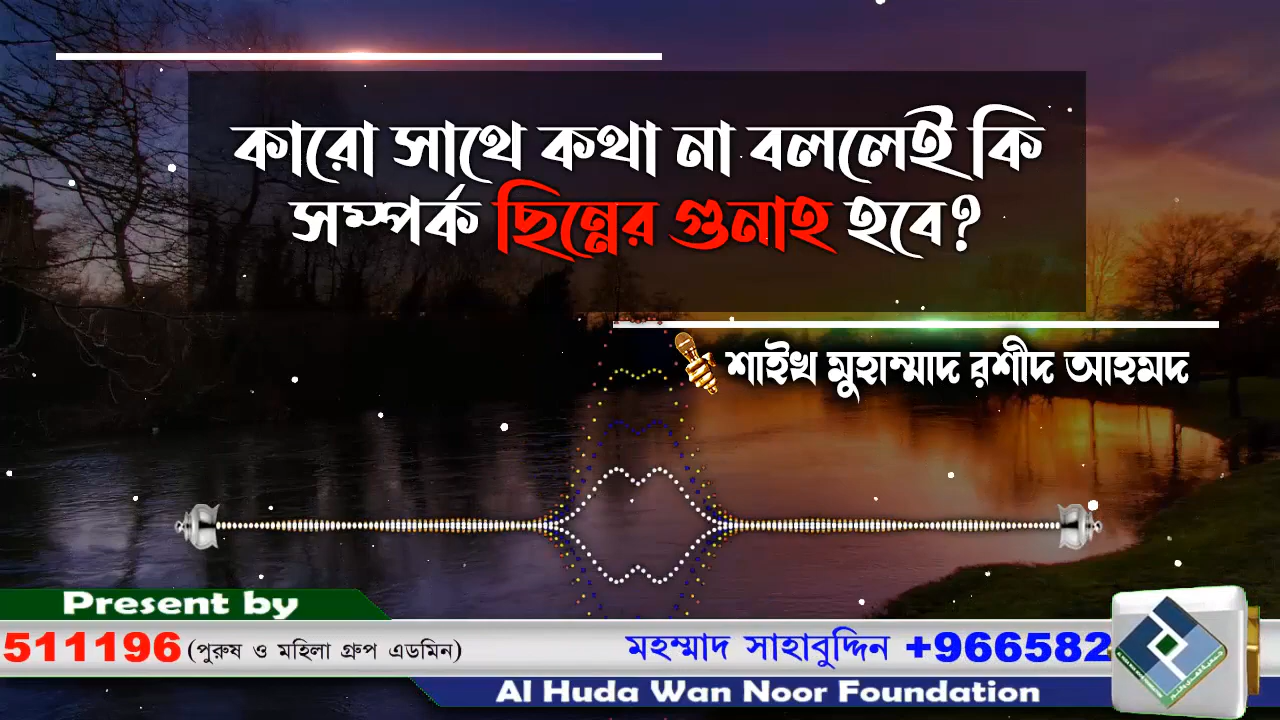 কারো সাথে কথা না বললেই কি
সম্পর্ক ছিন্নের গুনাহ হবে?
শাইখ মুহাম্মাদ রশীদ আহমদ
Present by
511196 (পুরুষ ও মহিলা গ্রুপ এডমিন) মহম্মাদ সাহাবুদ্দিন +966582
Al Huda Wan Noor Foundation